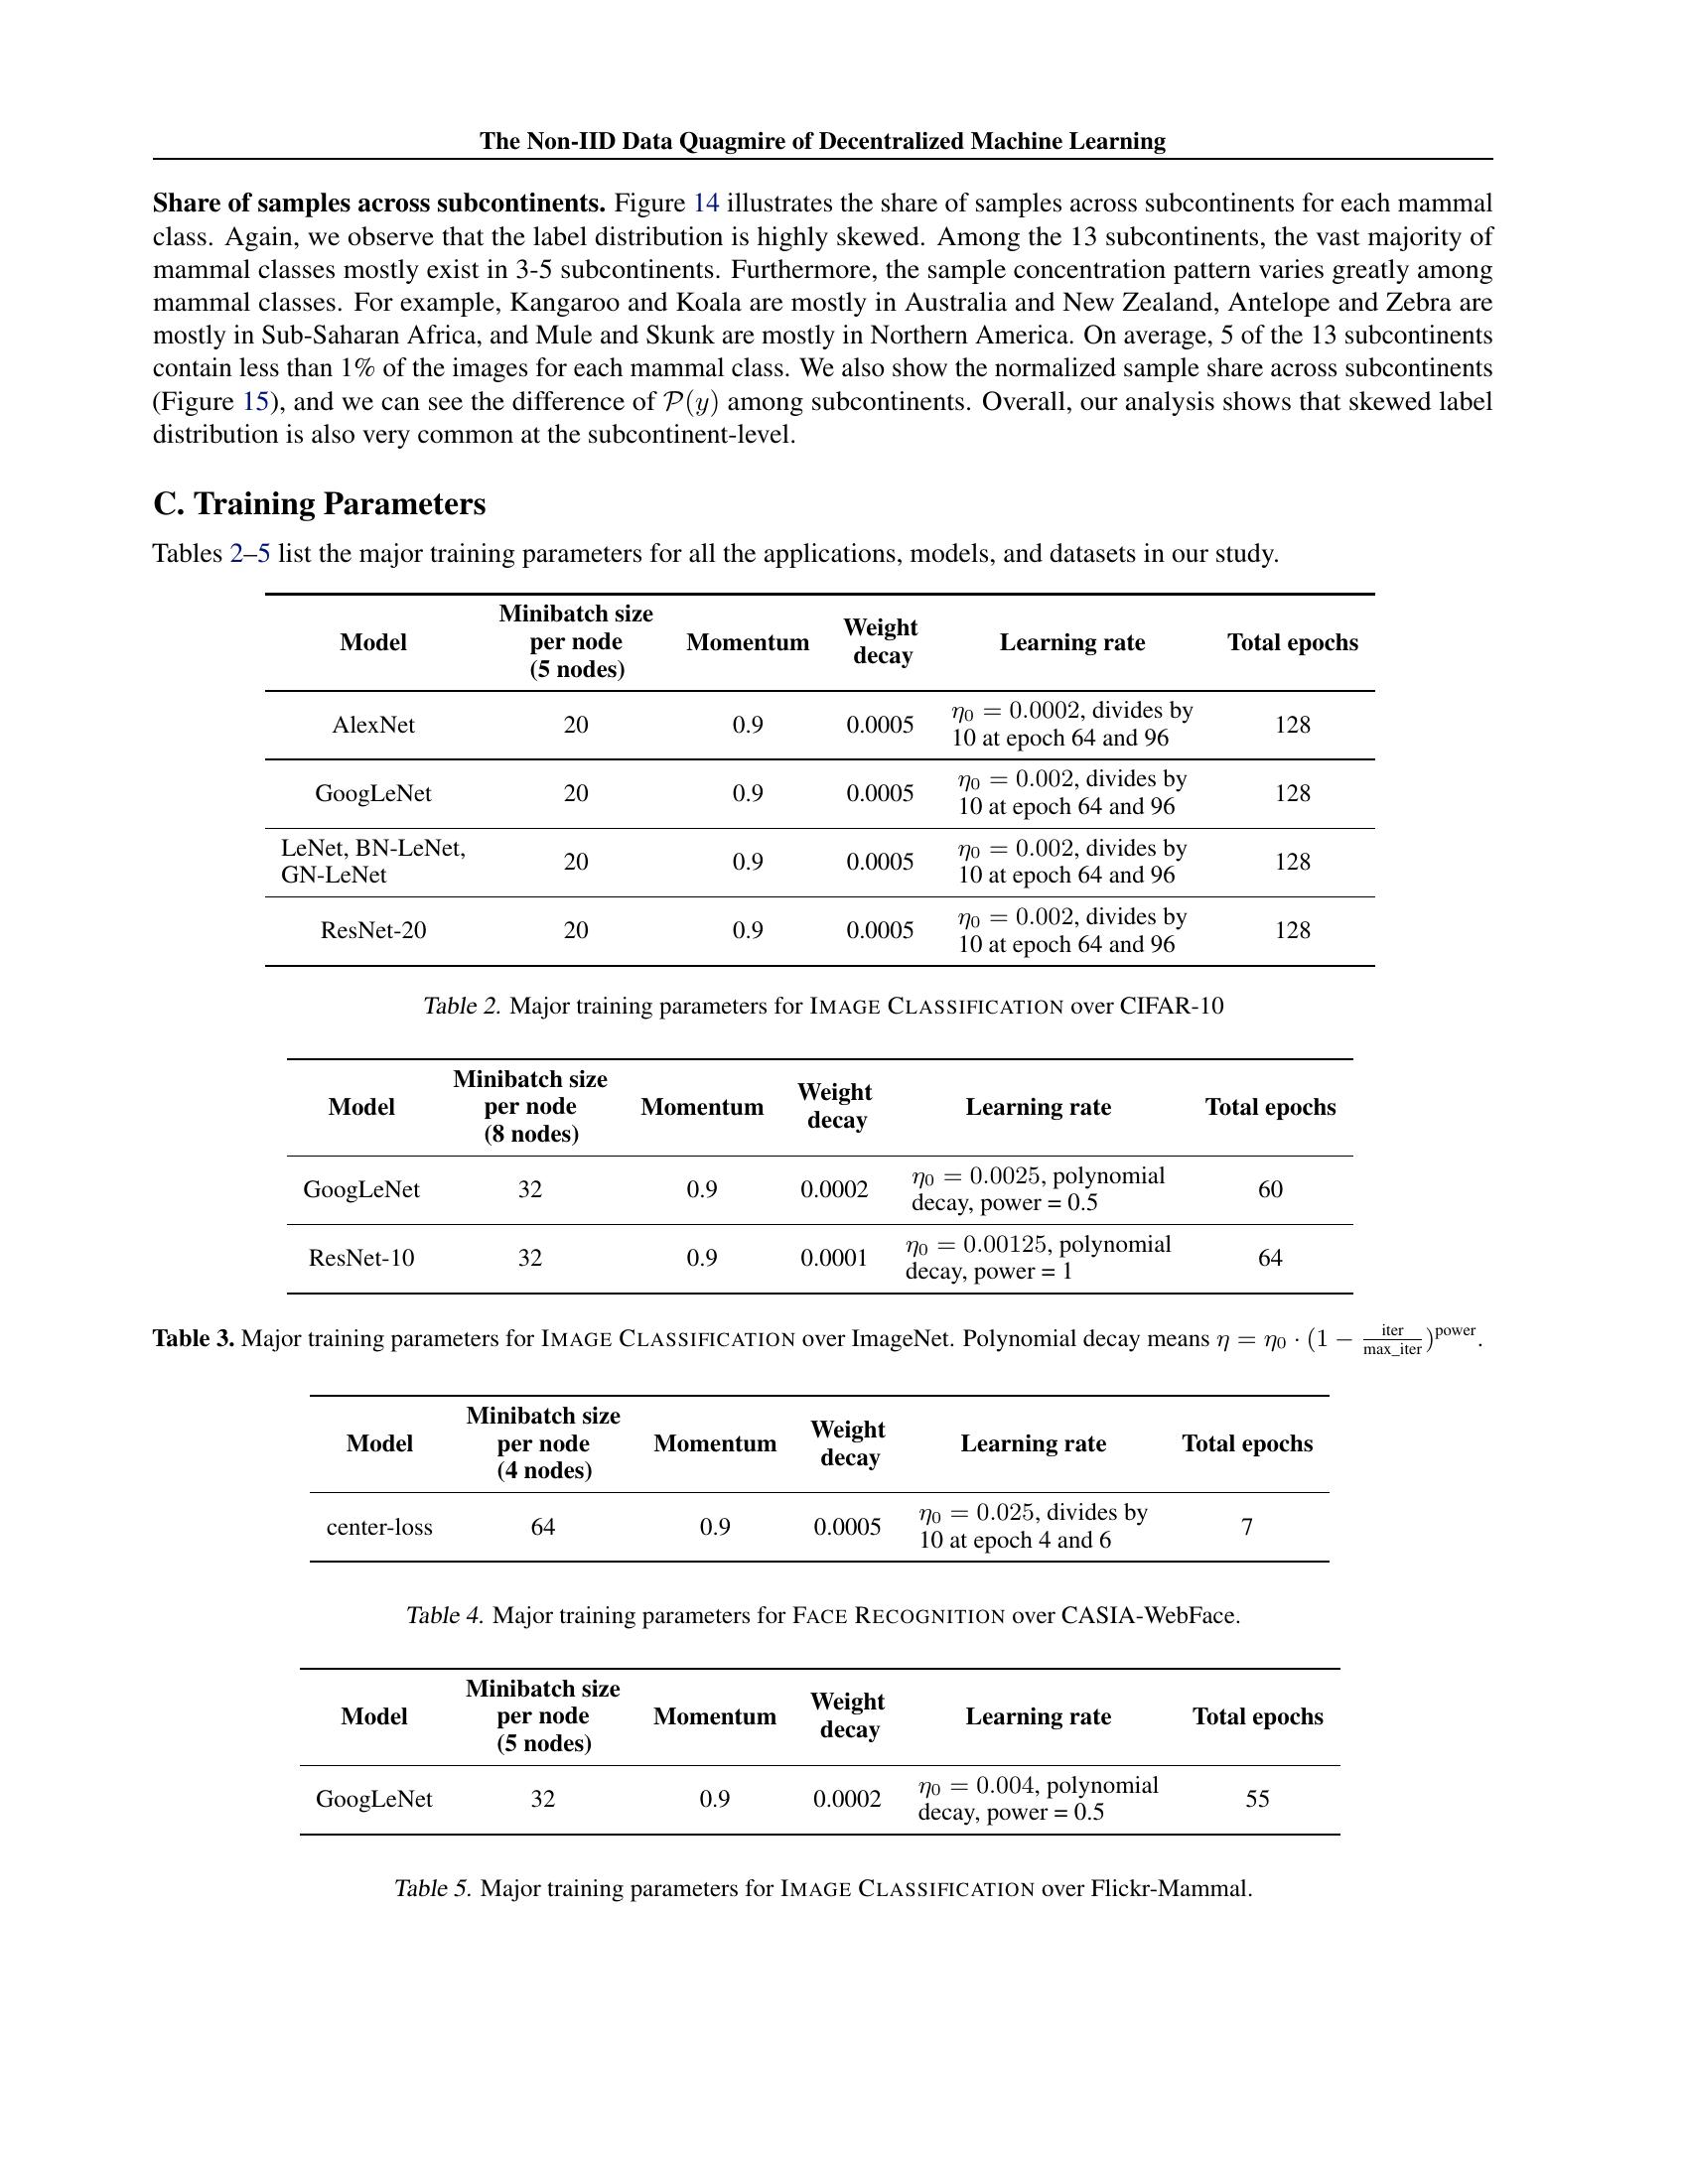 The Non-IID Data Quagmire of Decentralized Machine Learning
Share of samples across subcontinents. Figure 14 illustrates the share of samples across subcontinents for each mammal
class. Again, we observe that the label distribution is highly skewed. Among the 13 subcontinents, the vast majority of
mammal classes mostly exist in 3-5 subcontinents. Furthermore, the sample concentration pattern varies greatly among
mammal classes. For example, Kangaroo and Koala are mostly in Australia and New Zealand, Antelope and Zebra are
mostly in Sub-Saharan Africa, and Mule and Skunk are mostly in Northern America. On average, 5 of the 13 subcontinents
contain less than 1% of the images for each mammal class. We also show the normalized sample share across subcontinents
(Figure 15), and we can see the difference of P(y) among subcontinents. Overall, our analysis shows that skewed label
distribution is also very common at the subcontinent-level.
C. Training Parameters
Tables 2–5 list the major training parameters for all the applications, models, and datasets in our study.
Model Minibatch size per node (5 nodes) Momentum Weight decay Learning rate Total epochs
AlexNet 20 0.9 0.0005 η0 = 0.0002, divides by 10 at epoch 64 and 96 128
GoogLeNet 20 0.9 0.0005 η0 = 0.002, divides by 10 at epoch 64 and 96 128
LeNet, BN-LeNet, GN-LeNet 20 0.9 0.0005 η0 = 0.002, divides by 10 at epoch 64 and 96 128
ResNet-20 20 0.9 0.0005 η0 = 0.002, divides by 10 at epoch 64 and 96 128
Table 2. Major training parameters for IMAGE CLASSIFICATION over CIFAR-10
Model Minibatch size per node (8 nodes) Momentum Weight decay Learning rate Total epochs
GoogLeNet 32 0.9 0.0002 η0 = 0.0025, polynomial decay, power = 0.5 60
ResNet-10 32 0.9 0.0001 η0 = 0.00125, polynomial decay, power = 1 64
Table 3. Major training parameters for IMAGE CLASSIFICATION over ImageNet. Polynomial decay means η = η0 · (1 − iter/max_iter)^power.
Model Minibatch size per node (4 nodes) Momentum Weight decay Learning rate Total epochs
center-loss 64 0.9 0.0005 η0 = 0.025, divides by 10 at epoch 4 and 6 7
Table 4. Major training parameters for FACE RECOGNITION over CASIA-WebFace.
Model Minibatch size per node (5 nodes) Momentum Weight decay Learning rate Total epochs
GoogLeNet 32 0.9 0.0002 η0 = 0.004, polynomial decay, power = 0.5 55
Table 5. Major training parameters for IMAGE CLASSIFICATION over Flickr-Mammal.